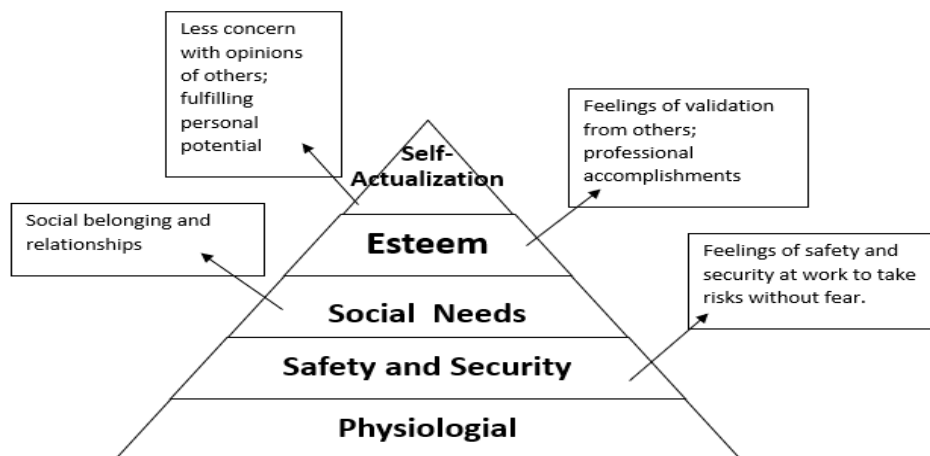 Less concern
with opinions
of others;
fulfilling
personal
potential
Feelings of validation
from others;
professional
accomplishments
Self-
Actualization
Social belonging and
relationships
Esteem
Feelings of safety and
security at work to take
risks without fear.
Social Needs
Safety and Security
Physiologial